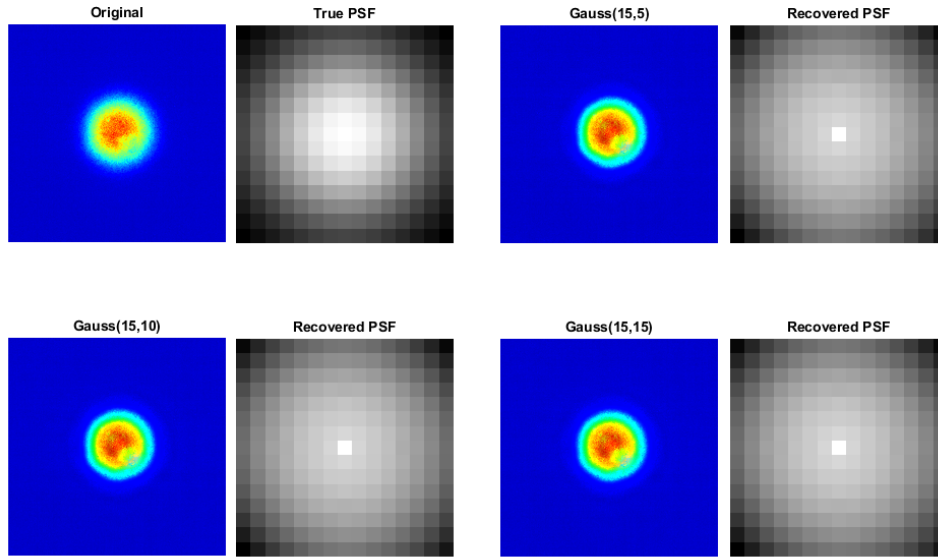 Original
True PSF
Gauss(15,5)
Recovered PSF
Gauss(15,10)
Recovered PSF
Gauss(15,15)
Recovered PSF